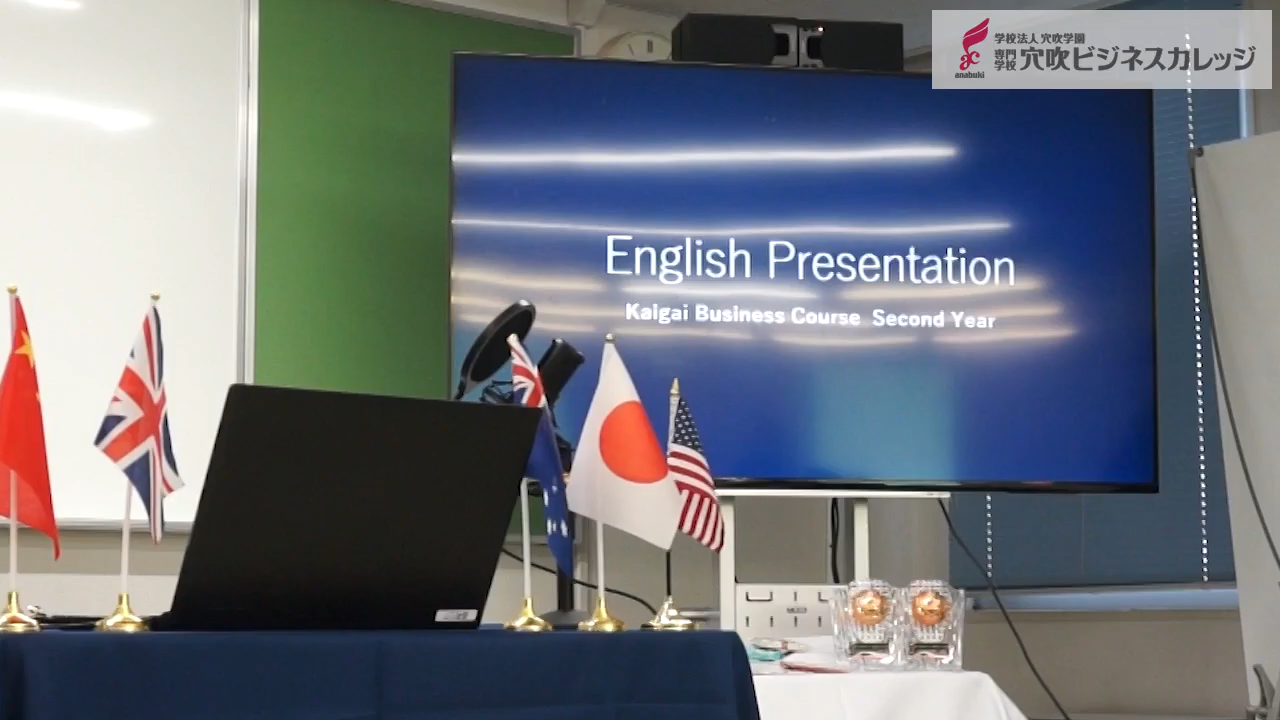 学校法人 穴吹学園
専門学校 穴吹ビジネスカレッジ
anabuki
English Presentation
Kaigai Business Course Second Year